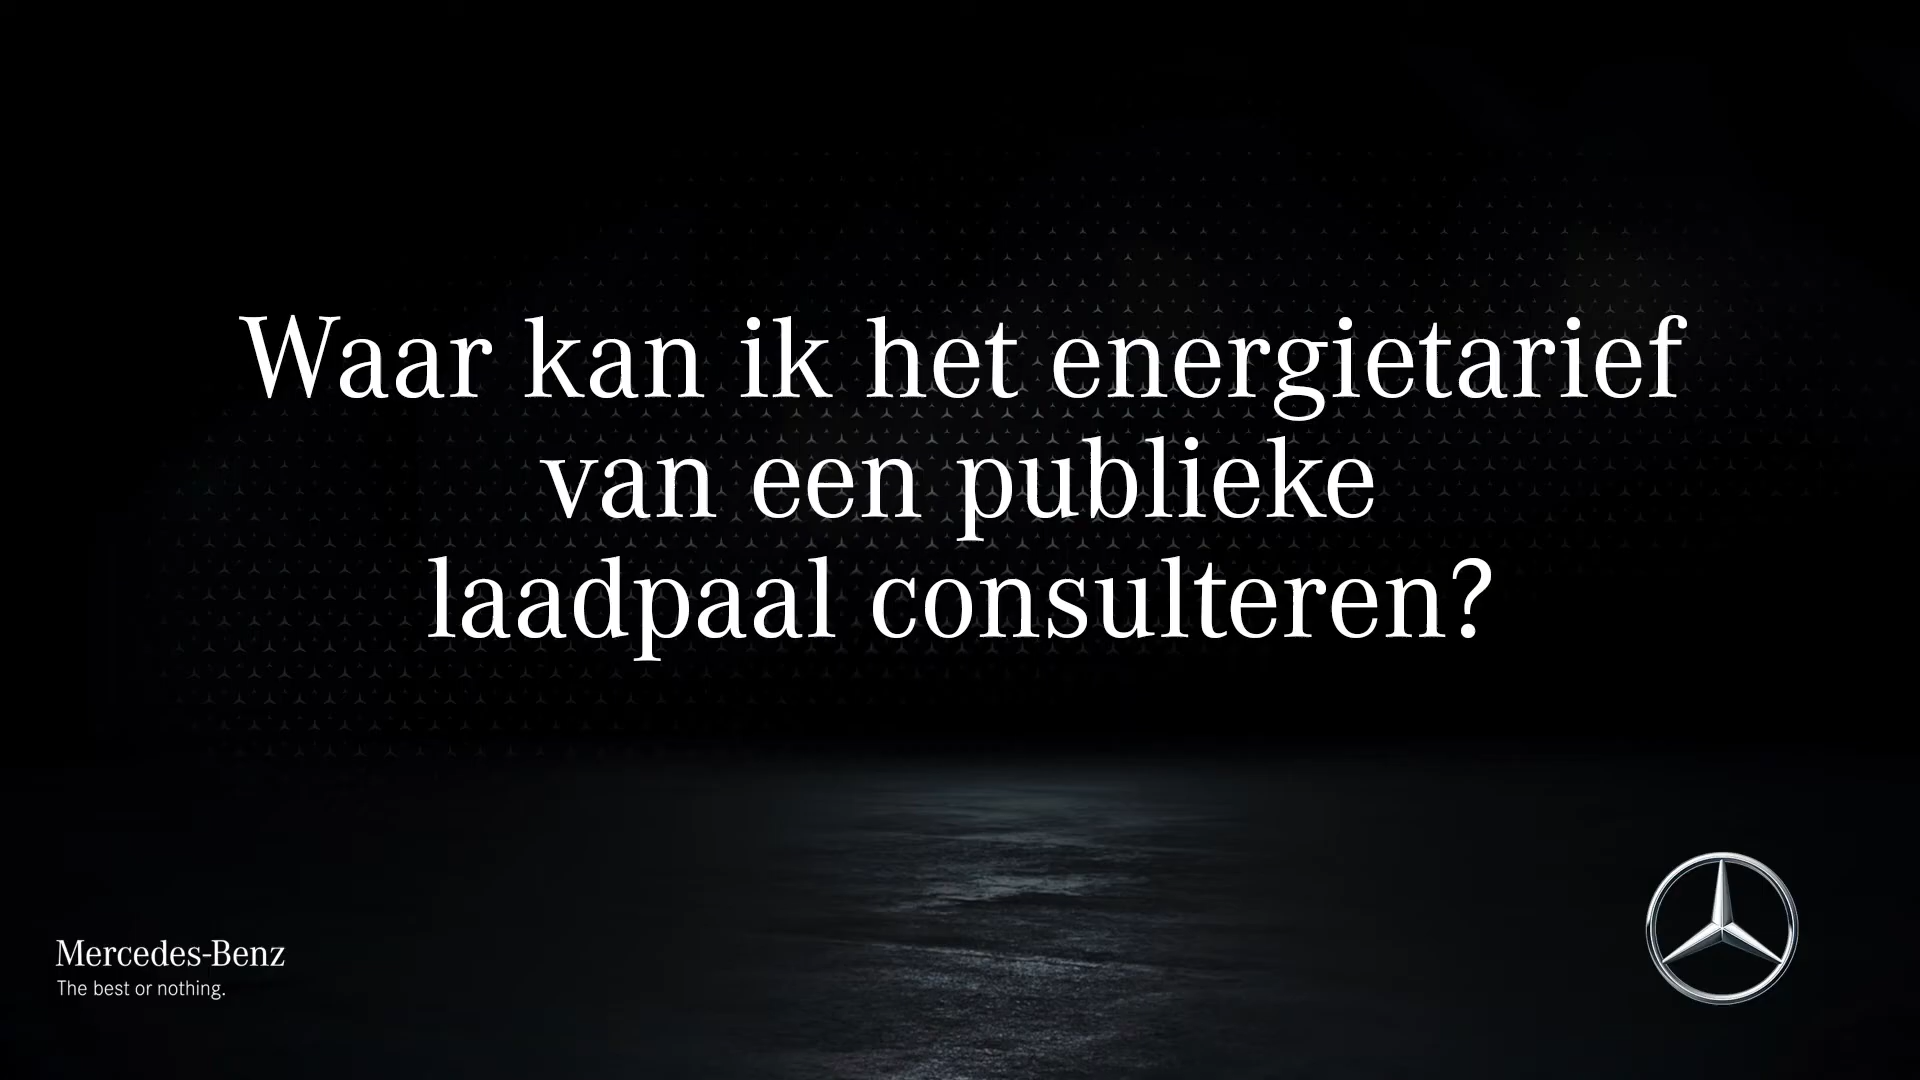 Waar kan ik het energietarief
van een publieke
laadpaal consulteren?
Mercedes-Benz
The best or nothing.